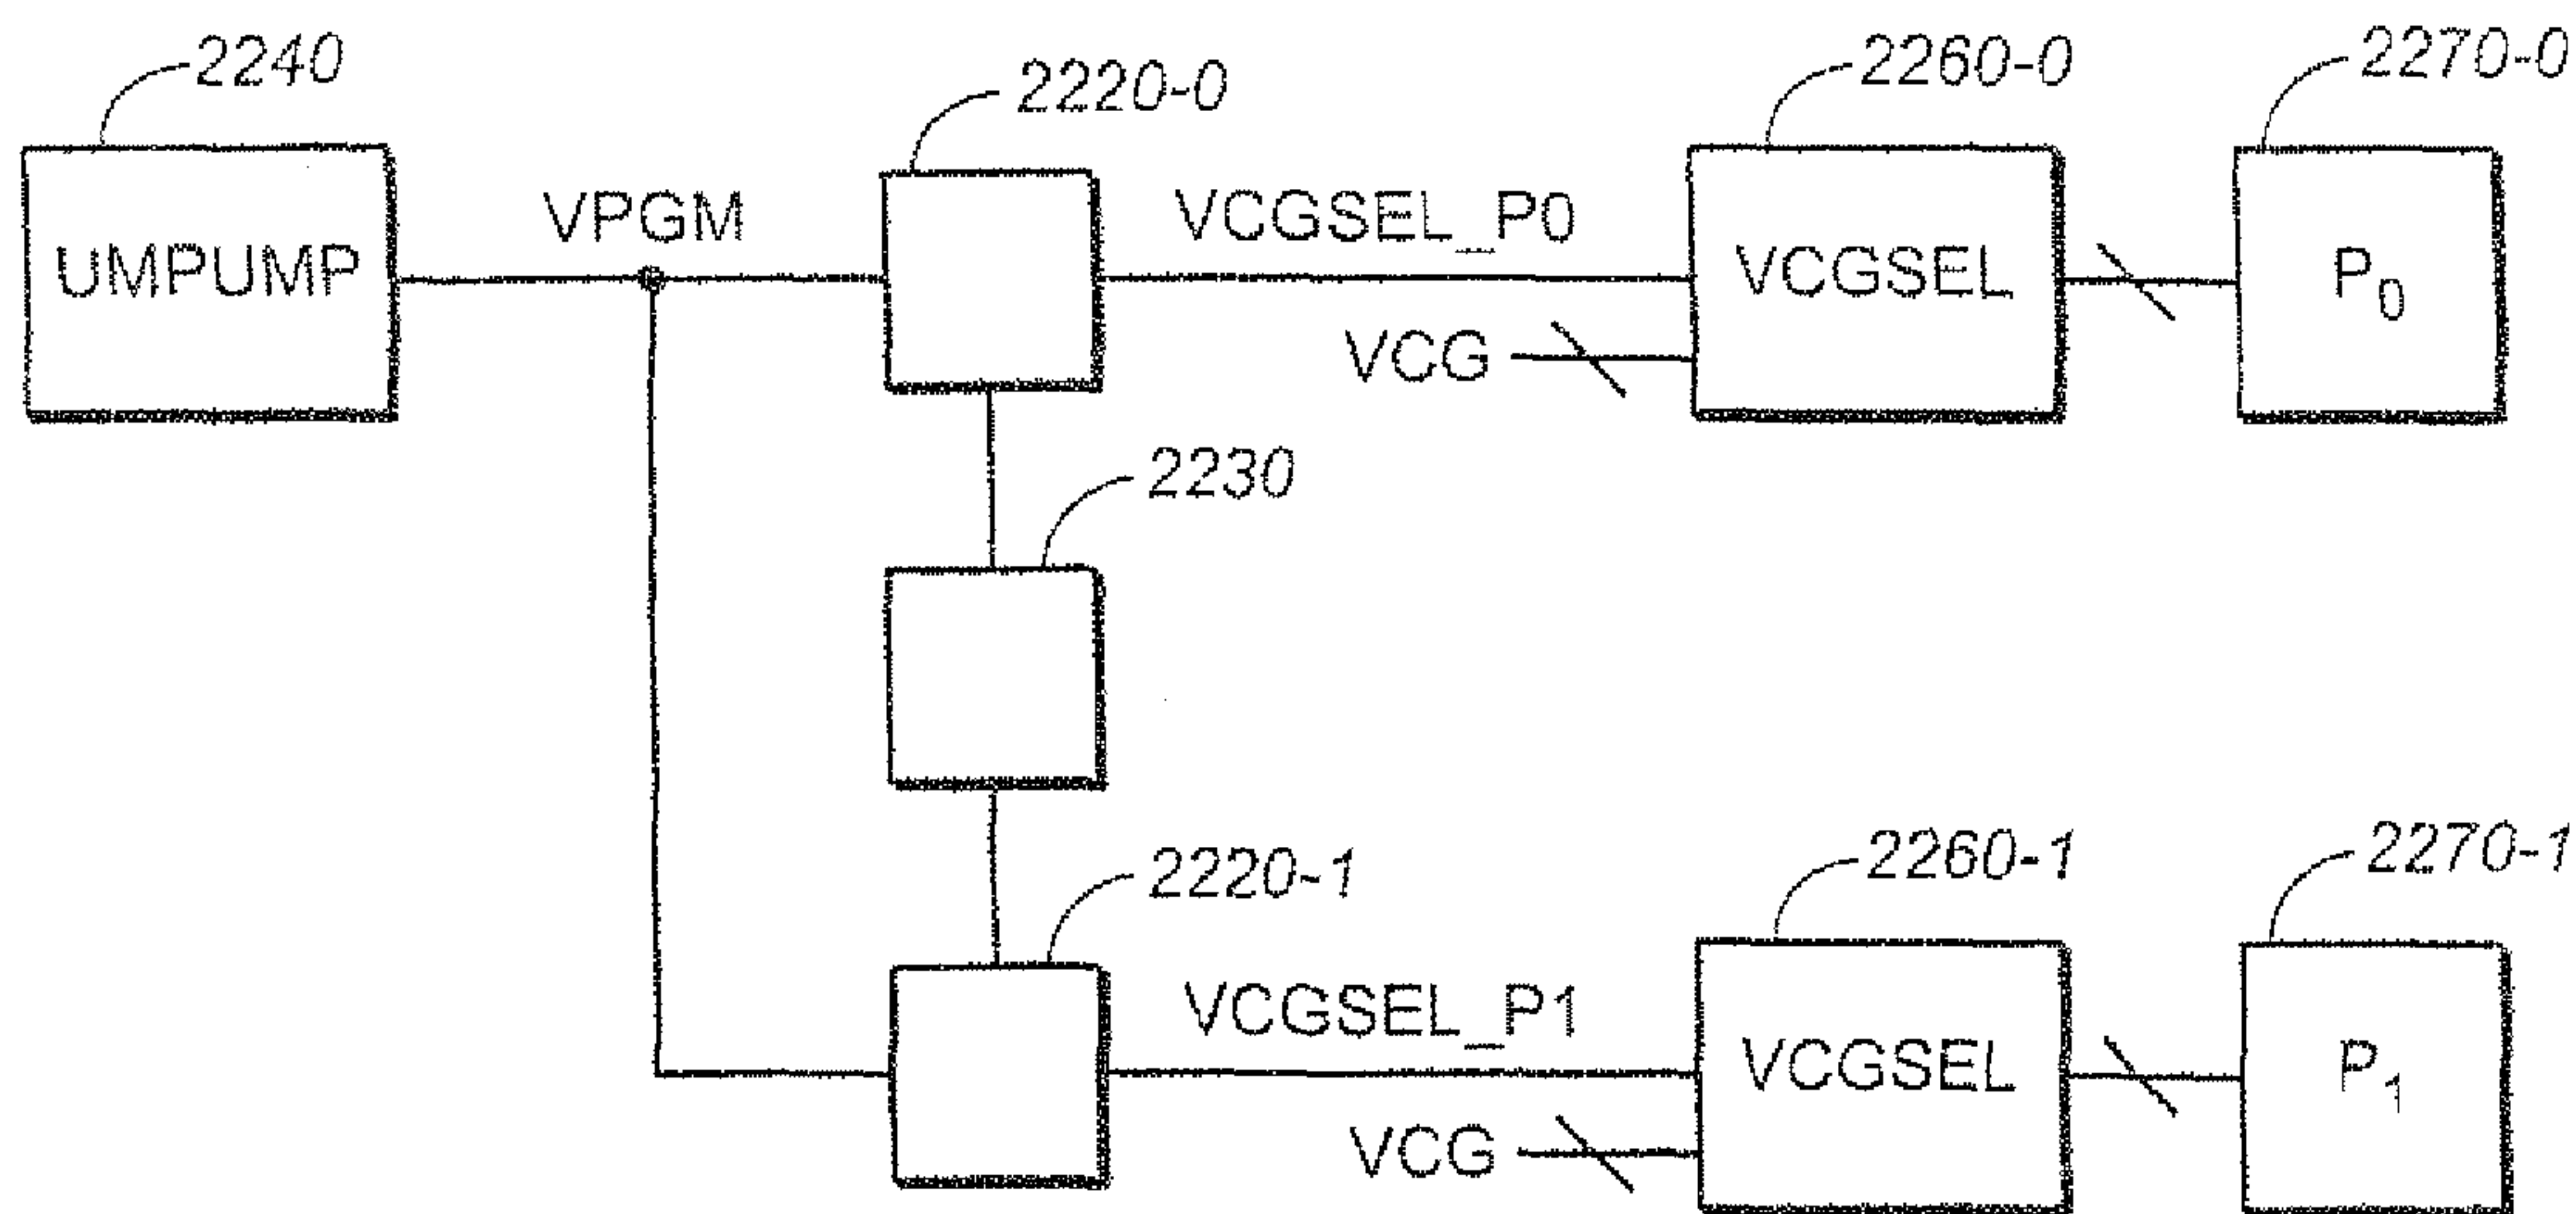 2240
2220-0
2260-0
2270-0
UMPUMP
VPGM
VCGSEL_P0
VCGSEL
P0
VCG
2230
2220-1
2260-1
2270-1
VCGSEL_P1
VCGSEL
P1
VCG